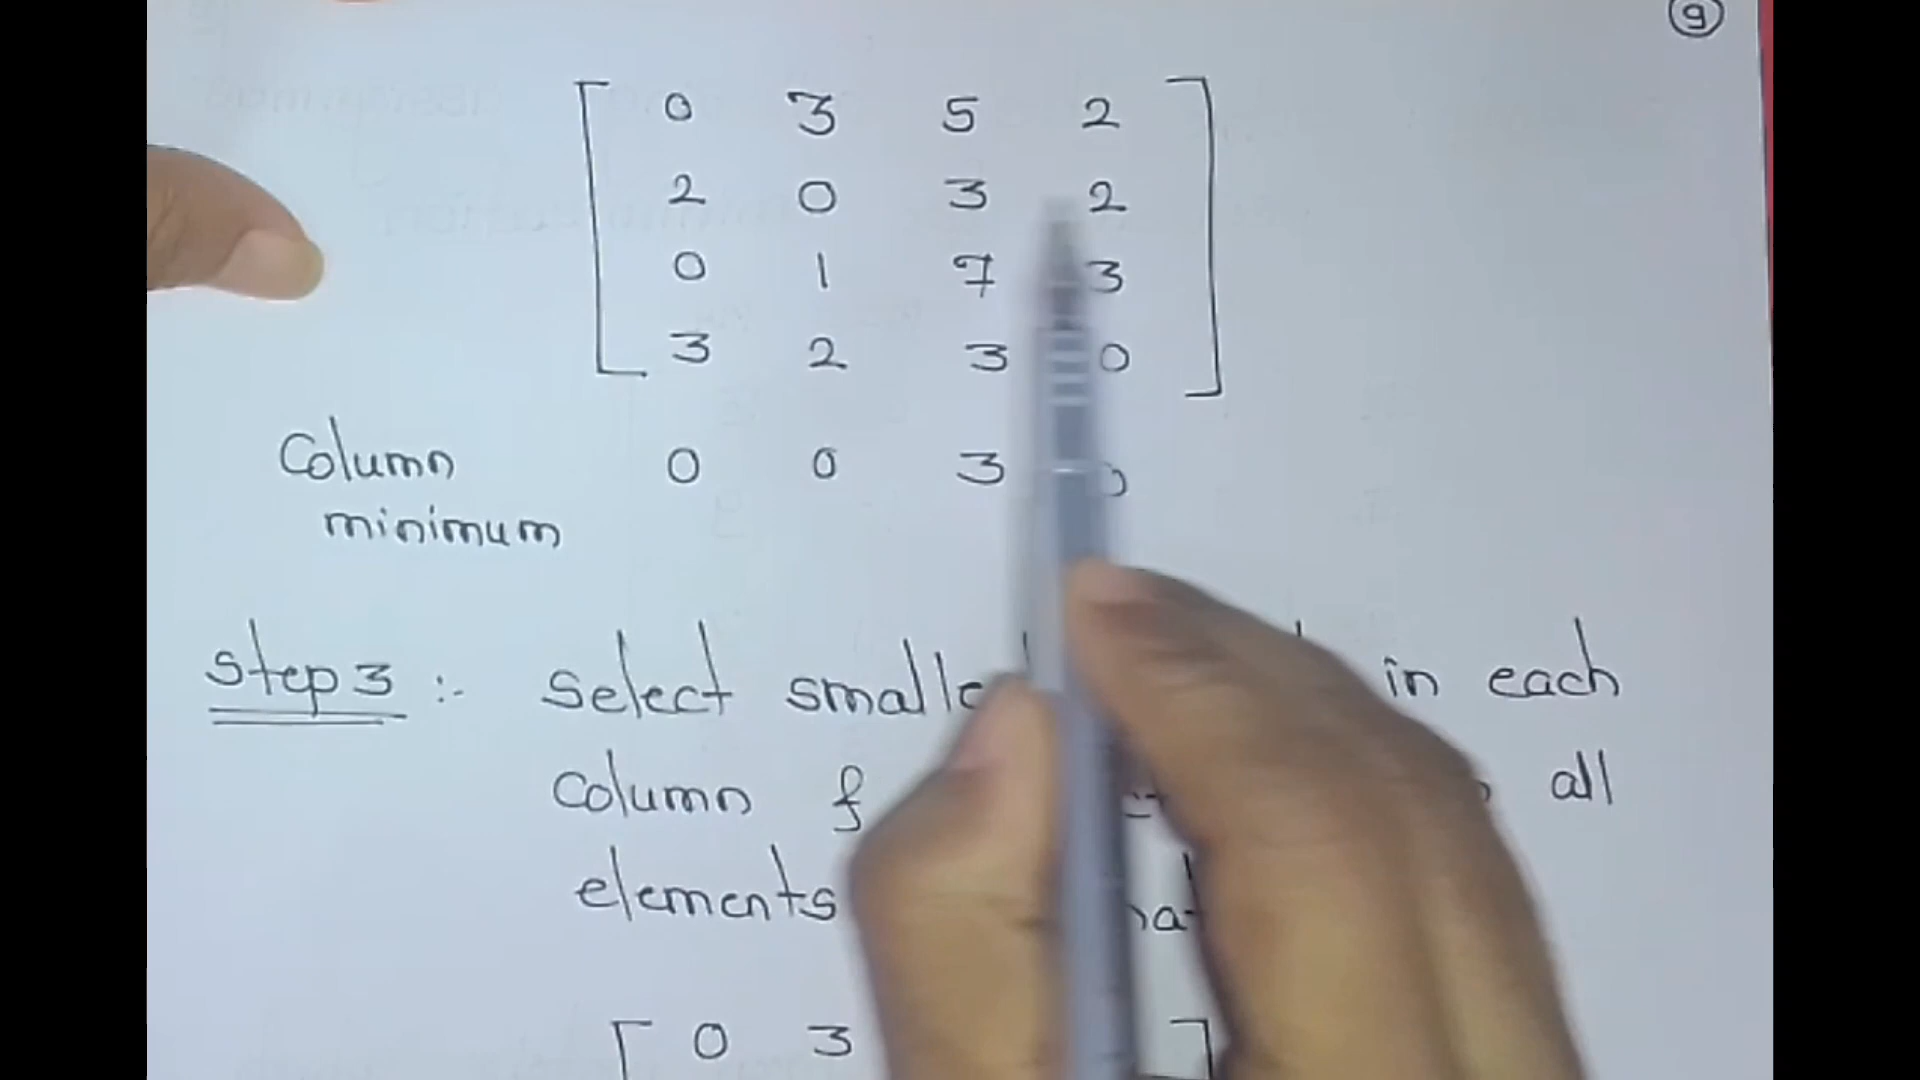 9
0 3 5 2
2 0 3 2
0 1 7 3
3 2 3 0
Column 0 0 3
minimum
Step 3 :- Select in each
column all
elements
0 3